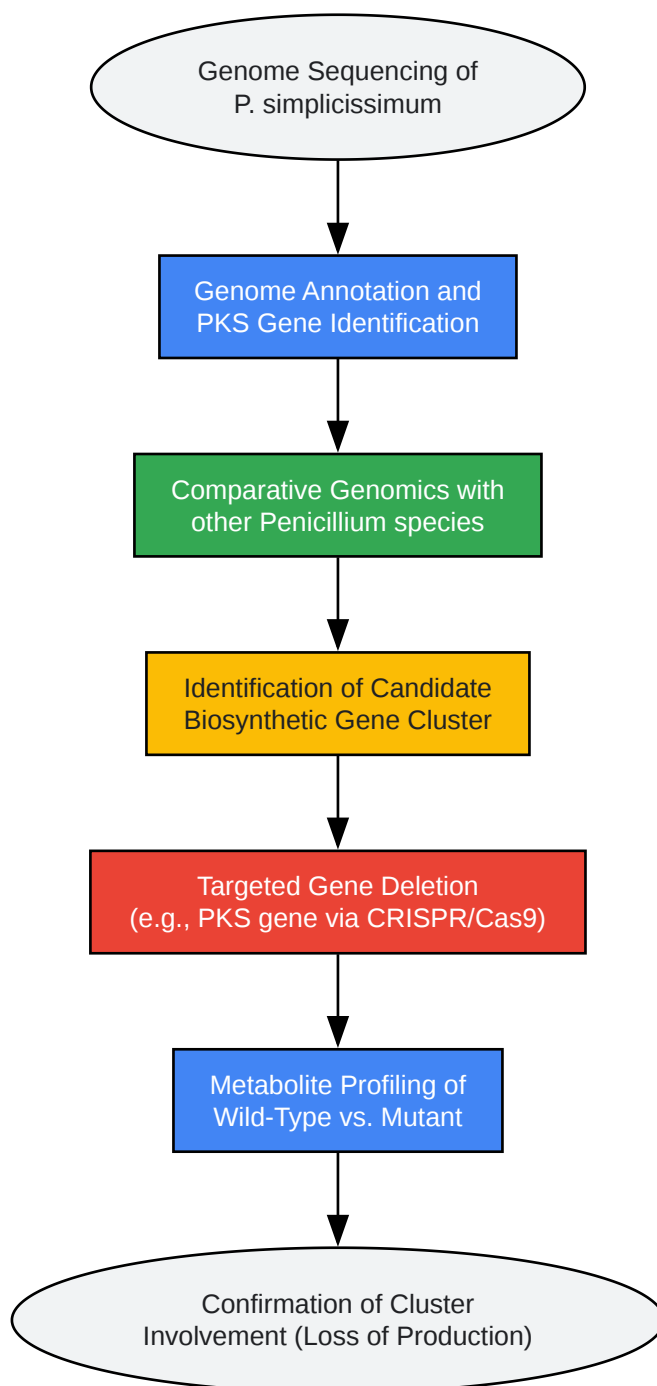 Genome Sequencing of
P. simplicissimum
Genome Annotation and
PKS Gene Identification
Comparative Genomics with
other Penicillium species
Identification of Candidate
Biosynthetic Gene Cluster
Targeted Gene Deletion
(e.g., PKS gene via CRISPR/Cas9)
Metabolite Profiling of
Wild-Type vs. Mutant
Confirmation of Cluster
Involvement (Loss of Production)